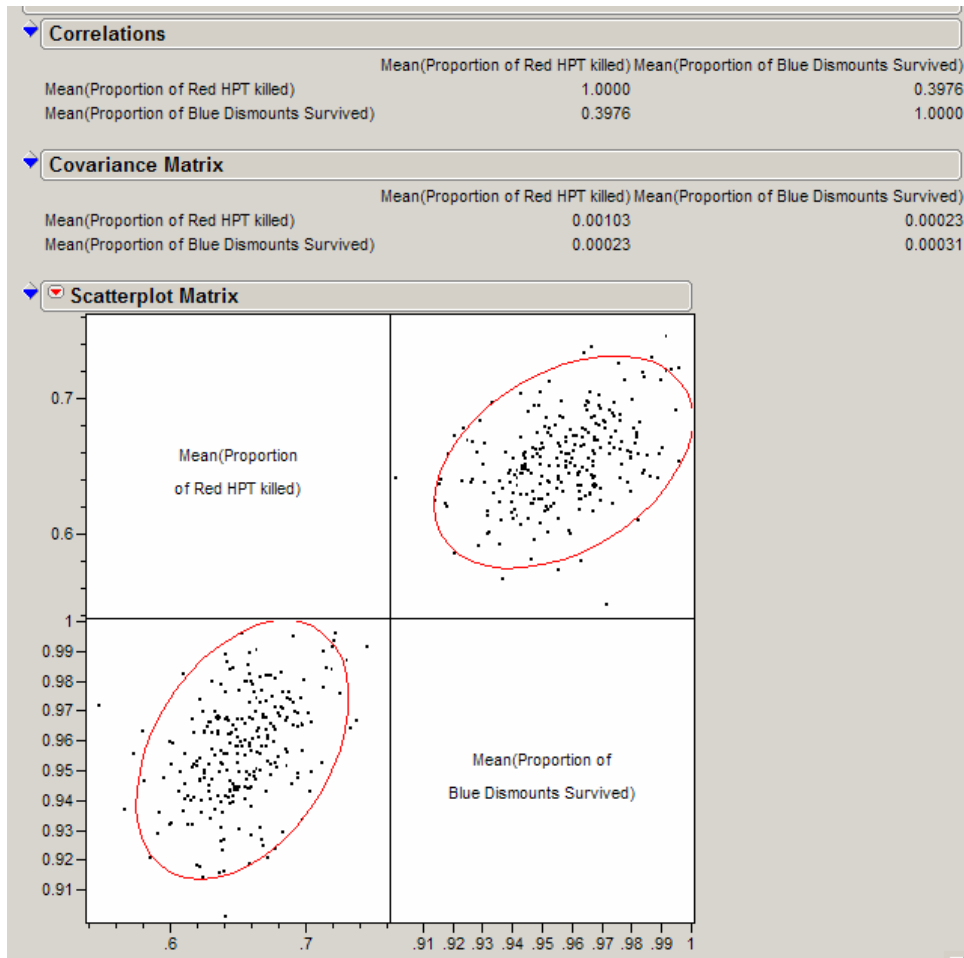 Correlations
Mean(Proportion of Red HPT killed) Mean(Proportion of Blue Dismounts Survived)
Mean(Proportion of Red HPT killed) 1.0000 0.3976
Mean(Proportion of Blue Dismounts Survived) 0.3976 1.0000
Covariance Matrix
Mean(Proportion of Red HPT killed) Mean(Proportion of Blue Dismounts Survived)
Mean(Proportion of Red HPT killed) 0.00103 0.00023
Mean(Proportion of Blue Dismounts Survived) 0.00023 0.00031
Scatterplot Matrix
0.7
Mean(Proportion
of Red HPT killed)
0.6
1
0.99
0.98
0.97
0.96
0.95
0.94
0.93
0.92
0.91
Mean(Proportion of
Blue Dismounts Survived)
.6 .7 .91 .92 .93 .94 .95 .96 .97 .98 .99 1